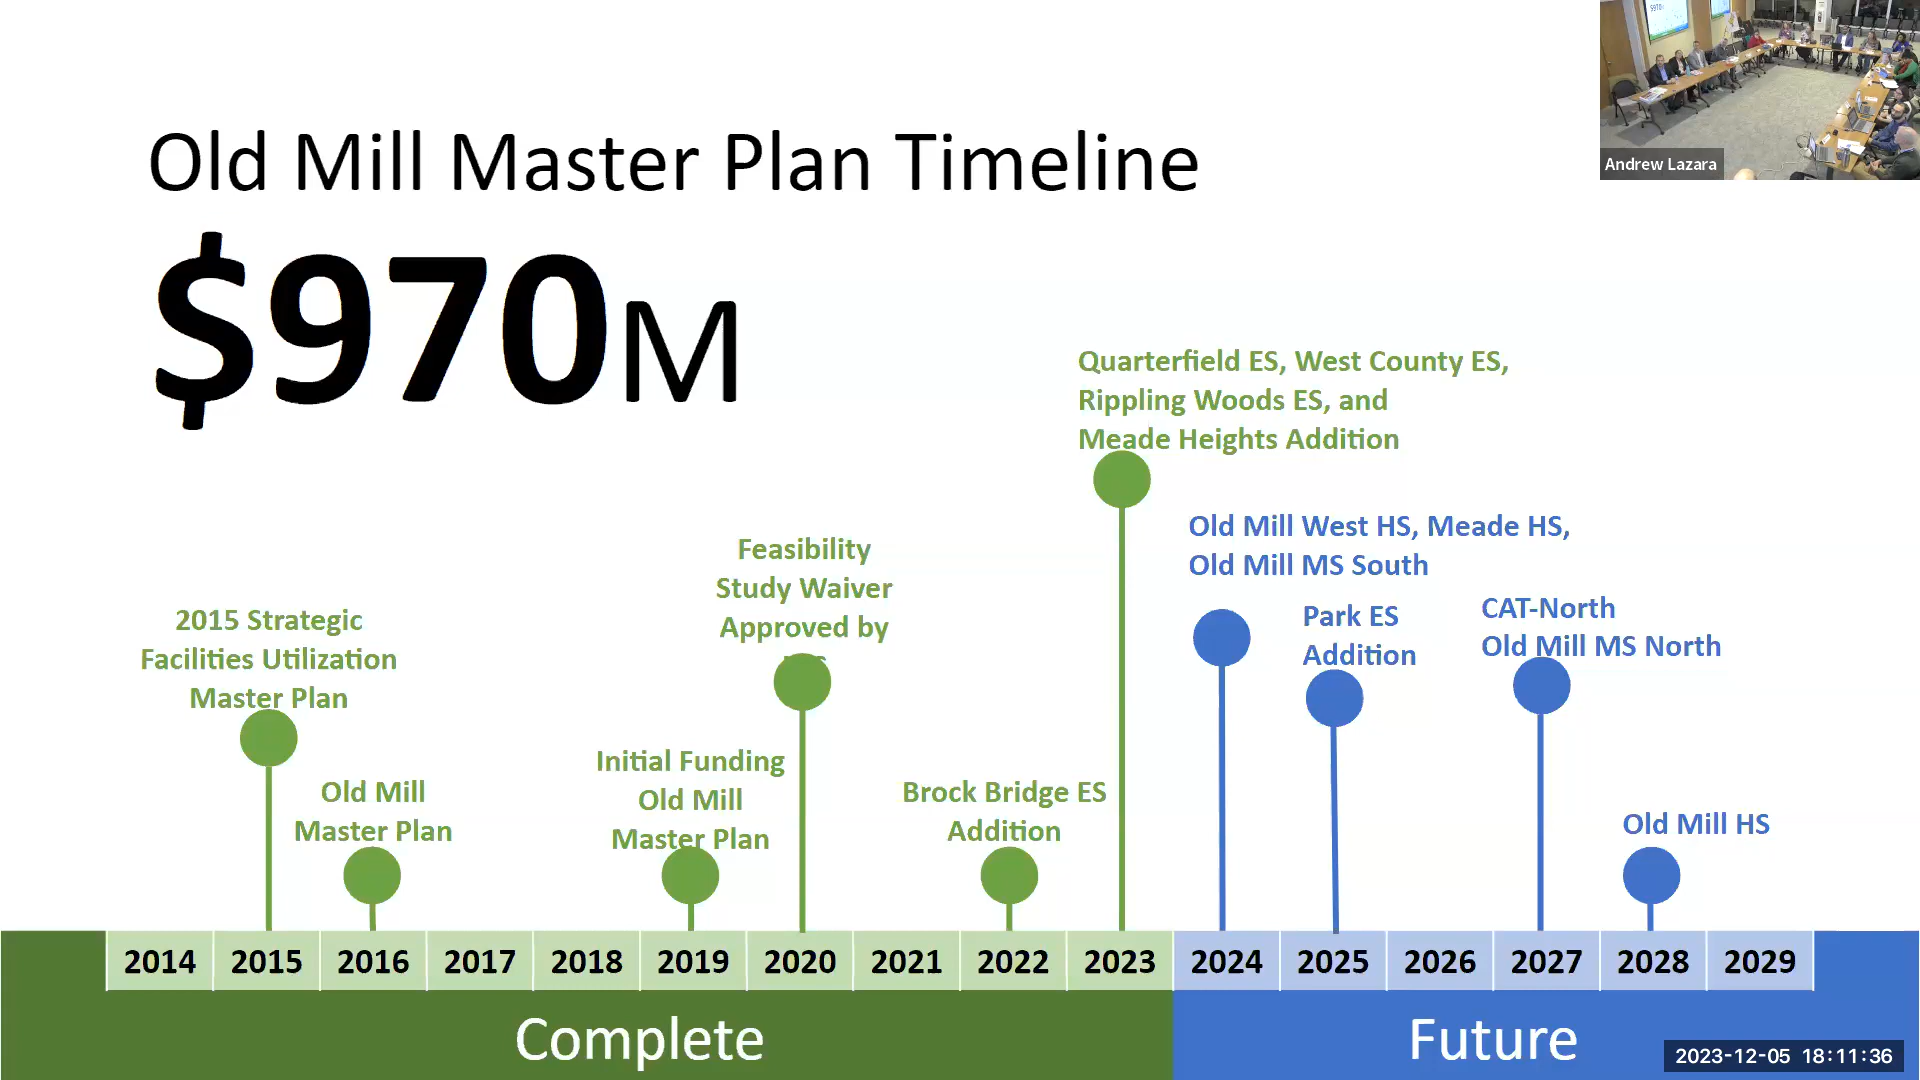 Old Mill Master Plan Timeline
$970M
Andrew Lazara
Quarterfield ES, West County ES,
Rippling Woods ES, and
Meade Heights Addition
Old Mill West HS, Meade HS,
Old Mill MS South
Feasibility
Study Waiver
Approved by
2015 Strategic
Facilities Utilization
Master Plan
Park ES
Addition
CAT-North
Old Mill MS North
Old Mill
Master Plan
Initial Funding
Old Mill
Master Plan
Brock Bridge ES
Addition
Old Mill HS
2014 2015 2016 2017 2018 2019 2020 2021 2022 2023 2024 2025 2026 2027 2028 2029
Complete
Future
2023-12-05 18:11:36